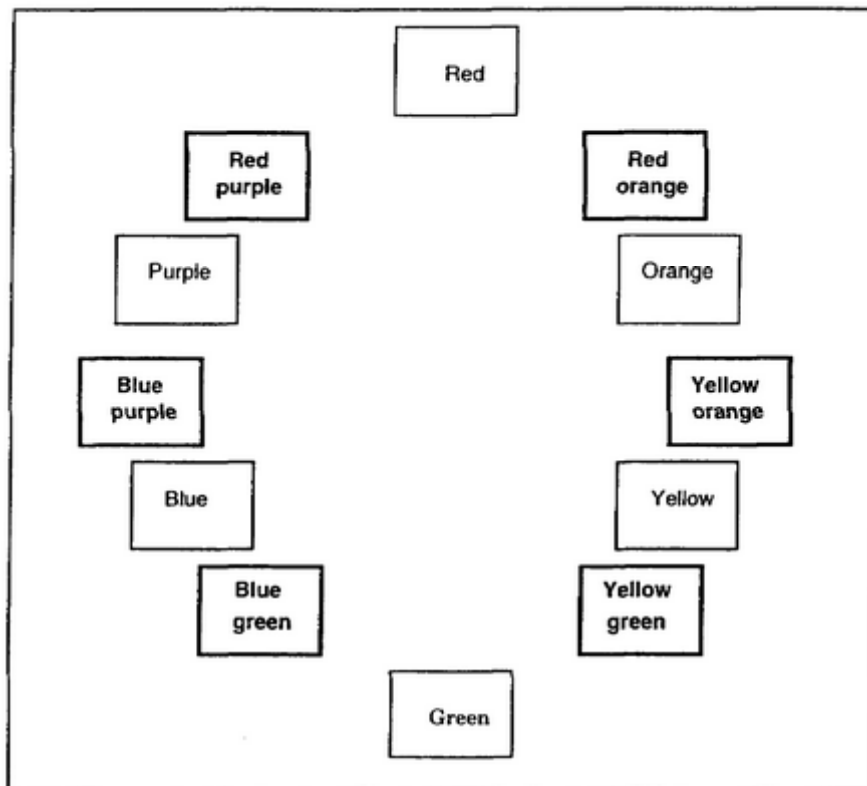 Red
Red
purple
Red
orange
Purple
Orange
Blue
purple
Yellow
orange
Blue
Yellow
Blue
green
Yellow
green
Green